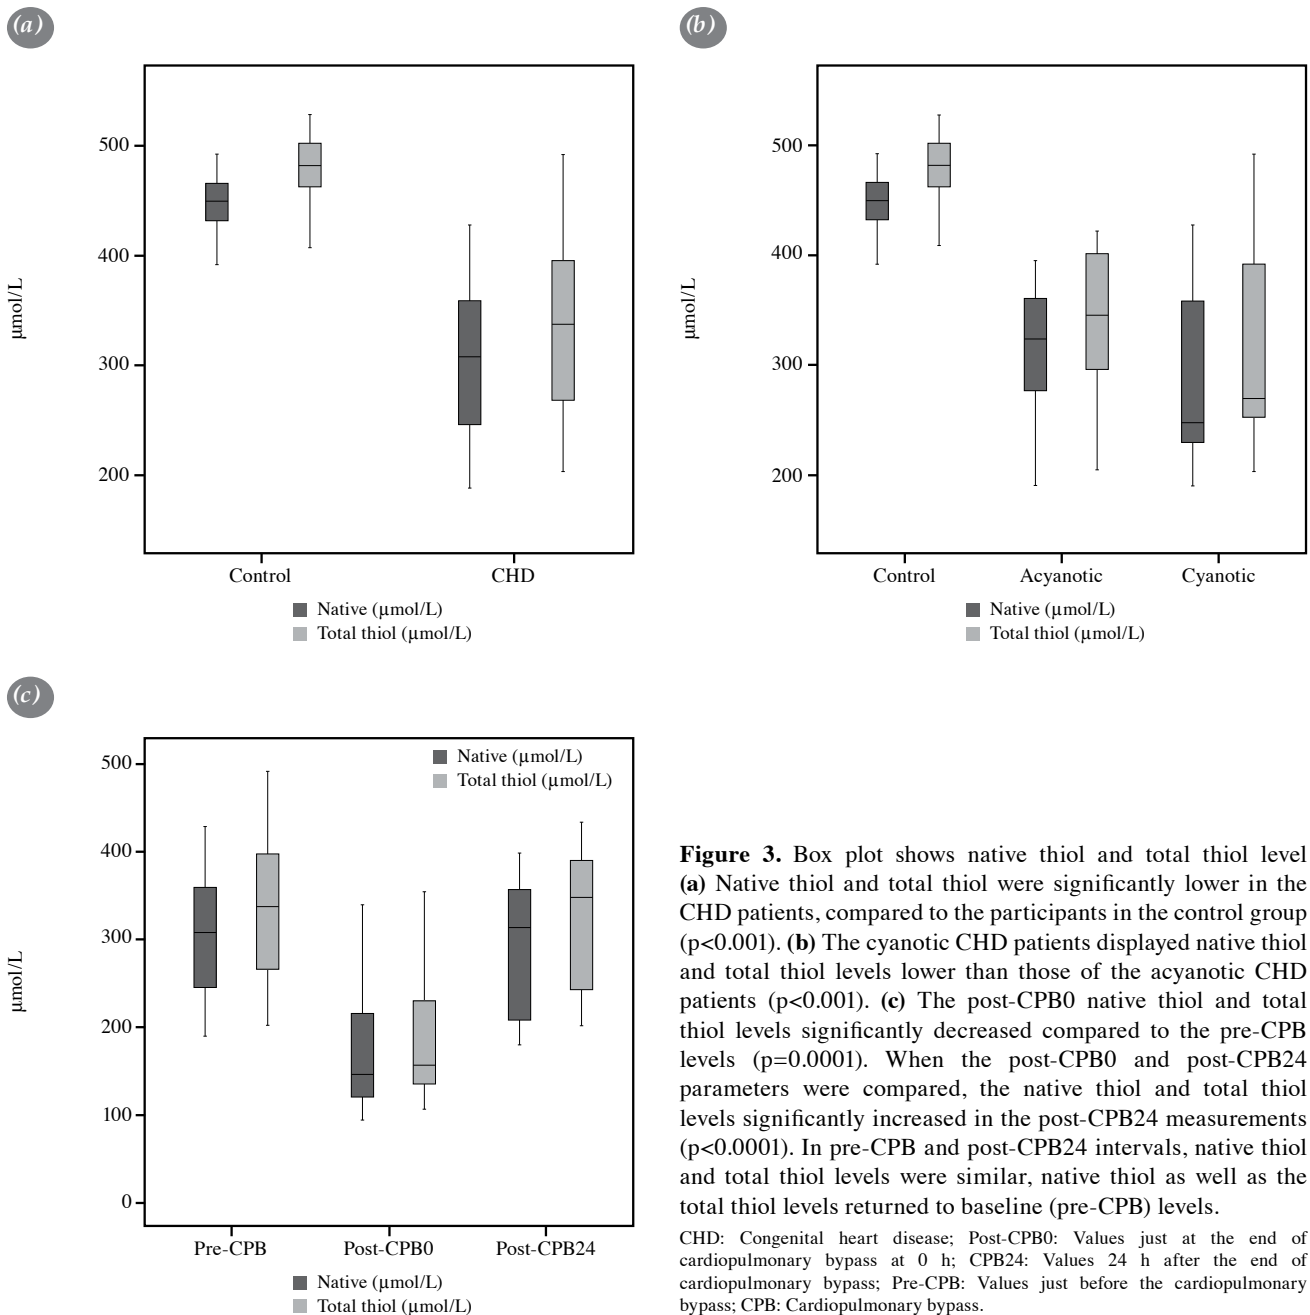 (a)
500
400
300
200
µmol/L
Control
CHD
Native (µmol/L)
Total thiol (µmol/L)
(b)
500
400
300
200
µmol/L
Control
Acyanotic
Cyanotic
Native (µmol/L)
Total thiol (µmol/L)
(c)
Native (µmol/L)
Total thiol (µmol/L)
500
400
300
200
100
0
µmol/L
Pre-CPB
Post-CPB0
Post-CPB24
Native (µmol/L)
Total thiol (µmol/L)
Figure 3. Box plot shows native thiol and total thiol level
(a) Native thiol and total thiol were significantly lower in the
CHD patients, compared to the participants in the control group
(p<0.001). (b) The cyanotic CHD patients displayed native thiol
and total thiol levels lower than those of the acyanotic CHD
patients (p<0.001). (c) The post-CPB0 native thiol and total
thiol levels significantly decreased compared to the pre-CPB
levels (p=0.0001). When the post-CPB0 and post-CPB24
parameters were compared, the native thiol and total thiol
levels significantly increased in the post-CPB24 measurements
(p<0.0001). In pre-CPB and post-CPB24 intervals, native thiol
and total thiol levels were similar, native thiol as well as the
total thiol levels returned to baseline (pre-CPB) levels.
CHD: Congenital heart disease; Post-CPB0: Values just at the end of
cardiopulmonary bypass at 0 h; CPB24: Values 24 h after the end of
cardiopulmonary bypass; Pre-CPB: Values just before the cardiopulmonary
bypass; CPB: Cardiopulmonary bypass.